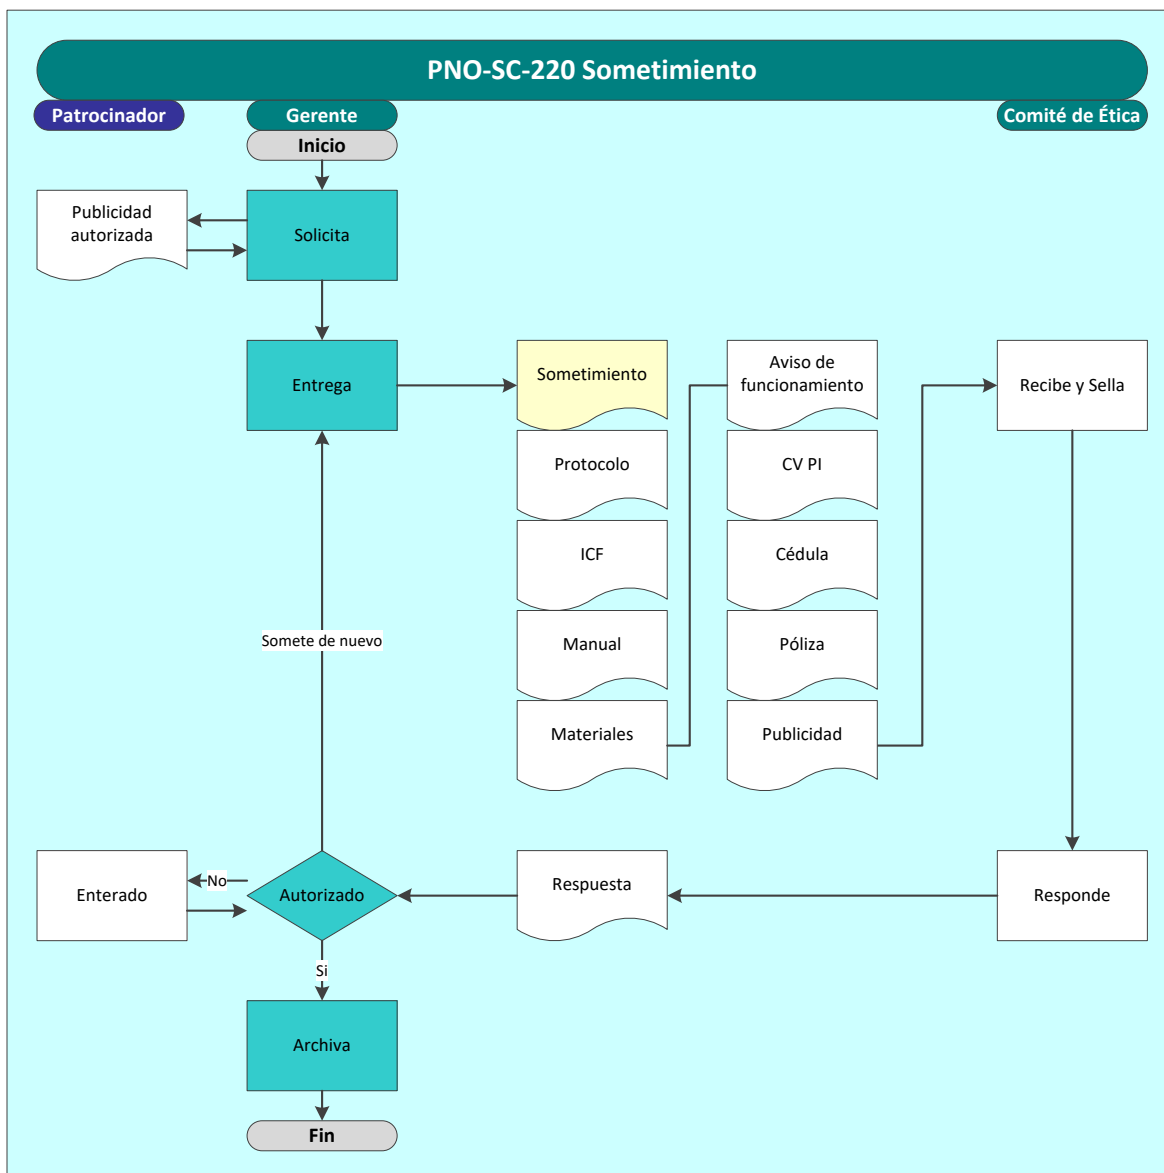 PNO-SC-220 Sometimiento
Patrocinador
Gerente
Comité de Ética
Inicio
Publicidad
autorizada
Solicita
Entrega
Sometimiento
Aviso de
funcionamiento
Recibe y Sella
Protocolo
CV PI
ICF
Cédula
Somete de nuevo
Manual
Póliza
Materiales
Publicidad
Enterado
No
Autorizado
Respuesta
Responde
Si
Archiva
Fin